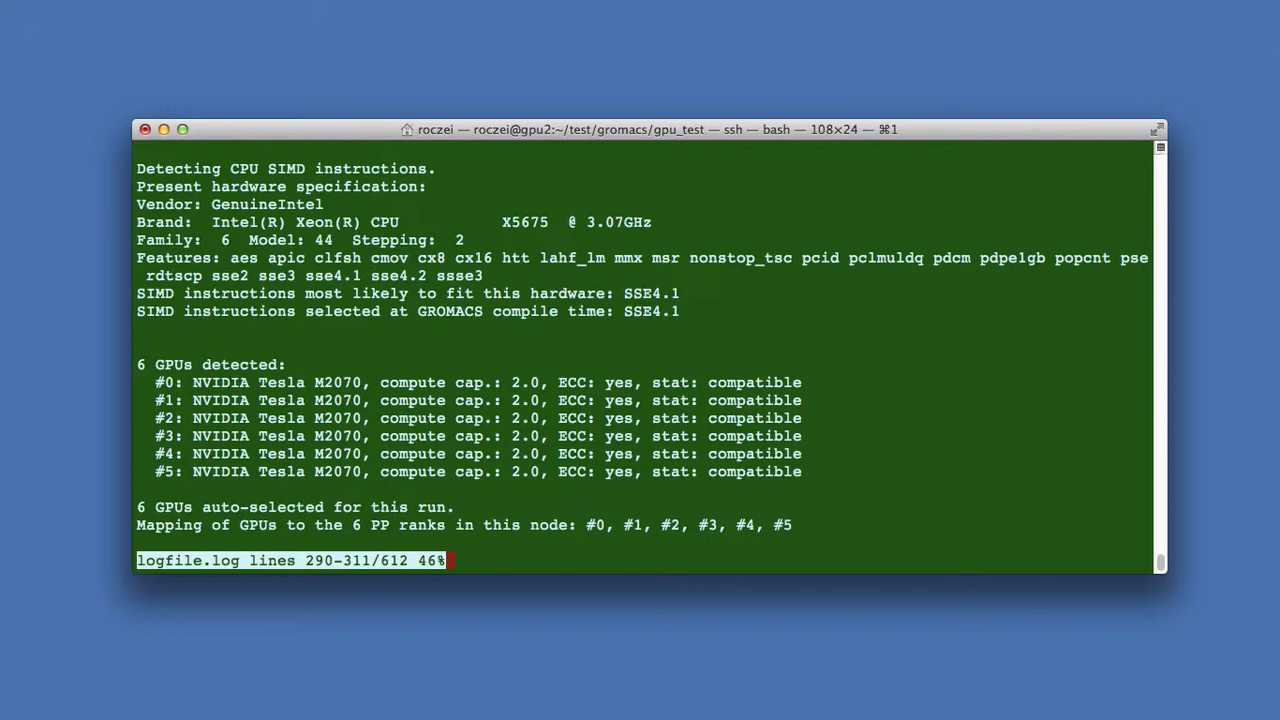 roczei — roczei@gpu2:~/test/gromacs/gpu_test — ssh — bash — 108×24 — ⌘1
Detecting CPU SIMD instructions.
Present hardware specification:
Vendor: GenuineIntel
Brand:  Intel(R) Xeon(R) CPU           X5675  @ 3.07GHz
Family:  6  Model: 44  Stepping:  2
Features: aes apic clfsh cmov cx8 cx16 htt lahf_lm mmx msr nonstop_tsc pcid pclmuldq pdcm pdpe1gb popcnt pse
rdtscp sse2 sse3 sse4.1 sse4.2 ssse3
SIMD instructions most likely to fit this hardware: SSE4.1
SIMD instructions selected at GROMACS compile time: SSE4.1
6 GPUs detected:
#0: NVIDIA Tesla M2070, compute cap.: 2.0, ECC: yes, stat: compatible
#1: NVIDIA Tesla M2070, compute cap.: 2.0, ECC: yes, stat: compatible
#2: NVIDIA Tesla M2070, compute cap.: 2.0, ECC: yes, stat: compatible
#3: NVIDIA Tesla M2070, compute cap.: 2.0, ECC: yes, stat: compatible
#4: NVIDIA Tesla M2070, compute cap.: 2.0, ECC: yes, stat: compatible
#5: NVIDIA Tesla M2070, compute cap.: 2.0, ECC: yes, stat: compatible
6 GPUs auto-selected for this run.
Mapping of GPUs to the 6 PP ranks in this node: #0, #1, #2, #3, #4, #5
logfile.log lines 290-311/612 46%